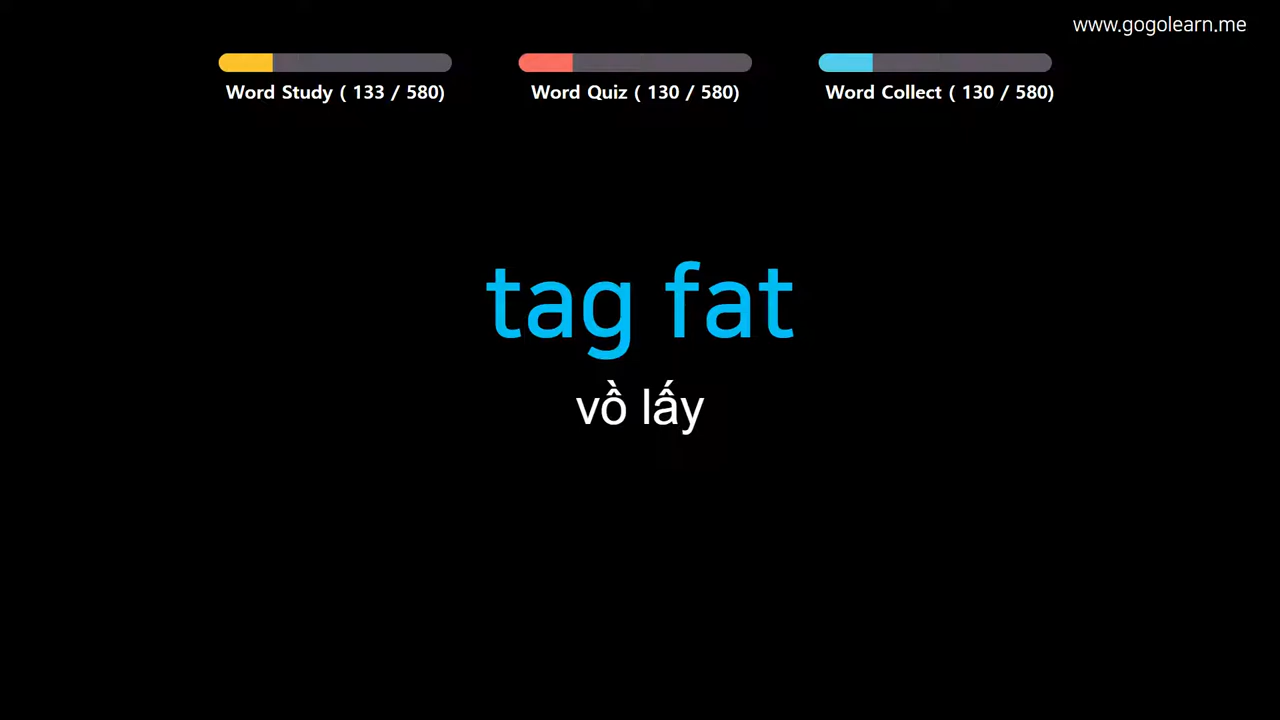 www.gogolearn.me
Word Study ( 133 / 580)
Word Quiz ( 130 / 580)
Word Collect ( 130 / 580)
tag fat
vồ lấy